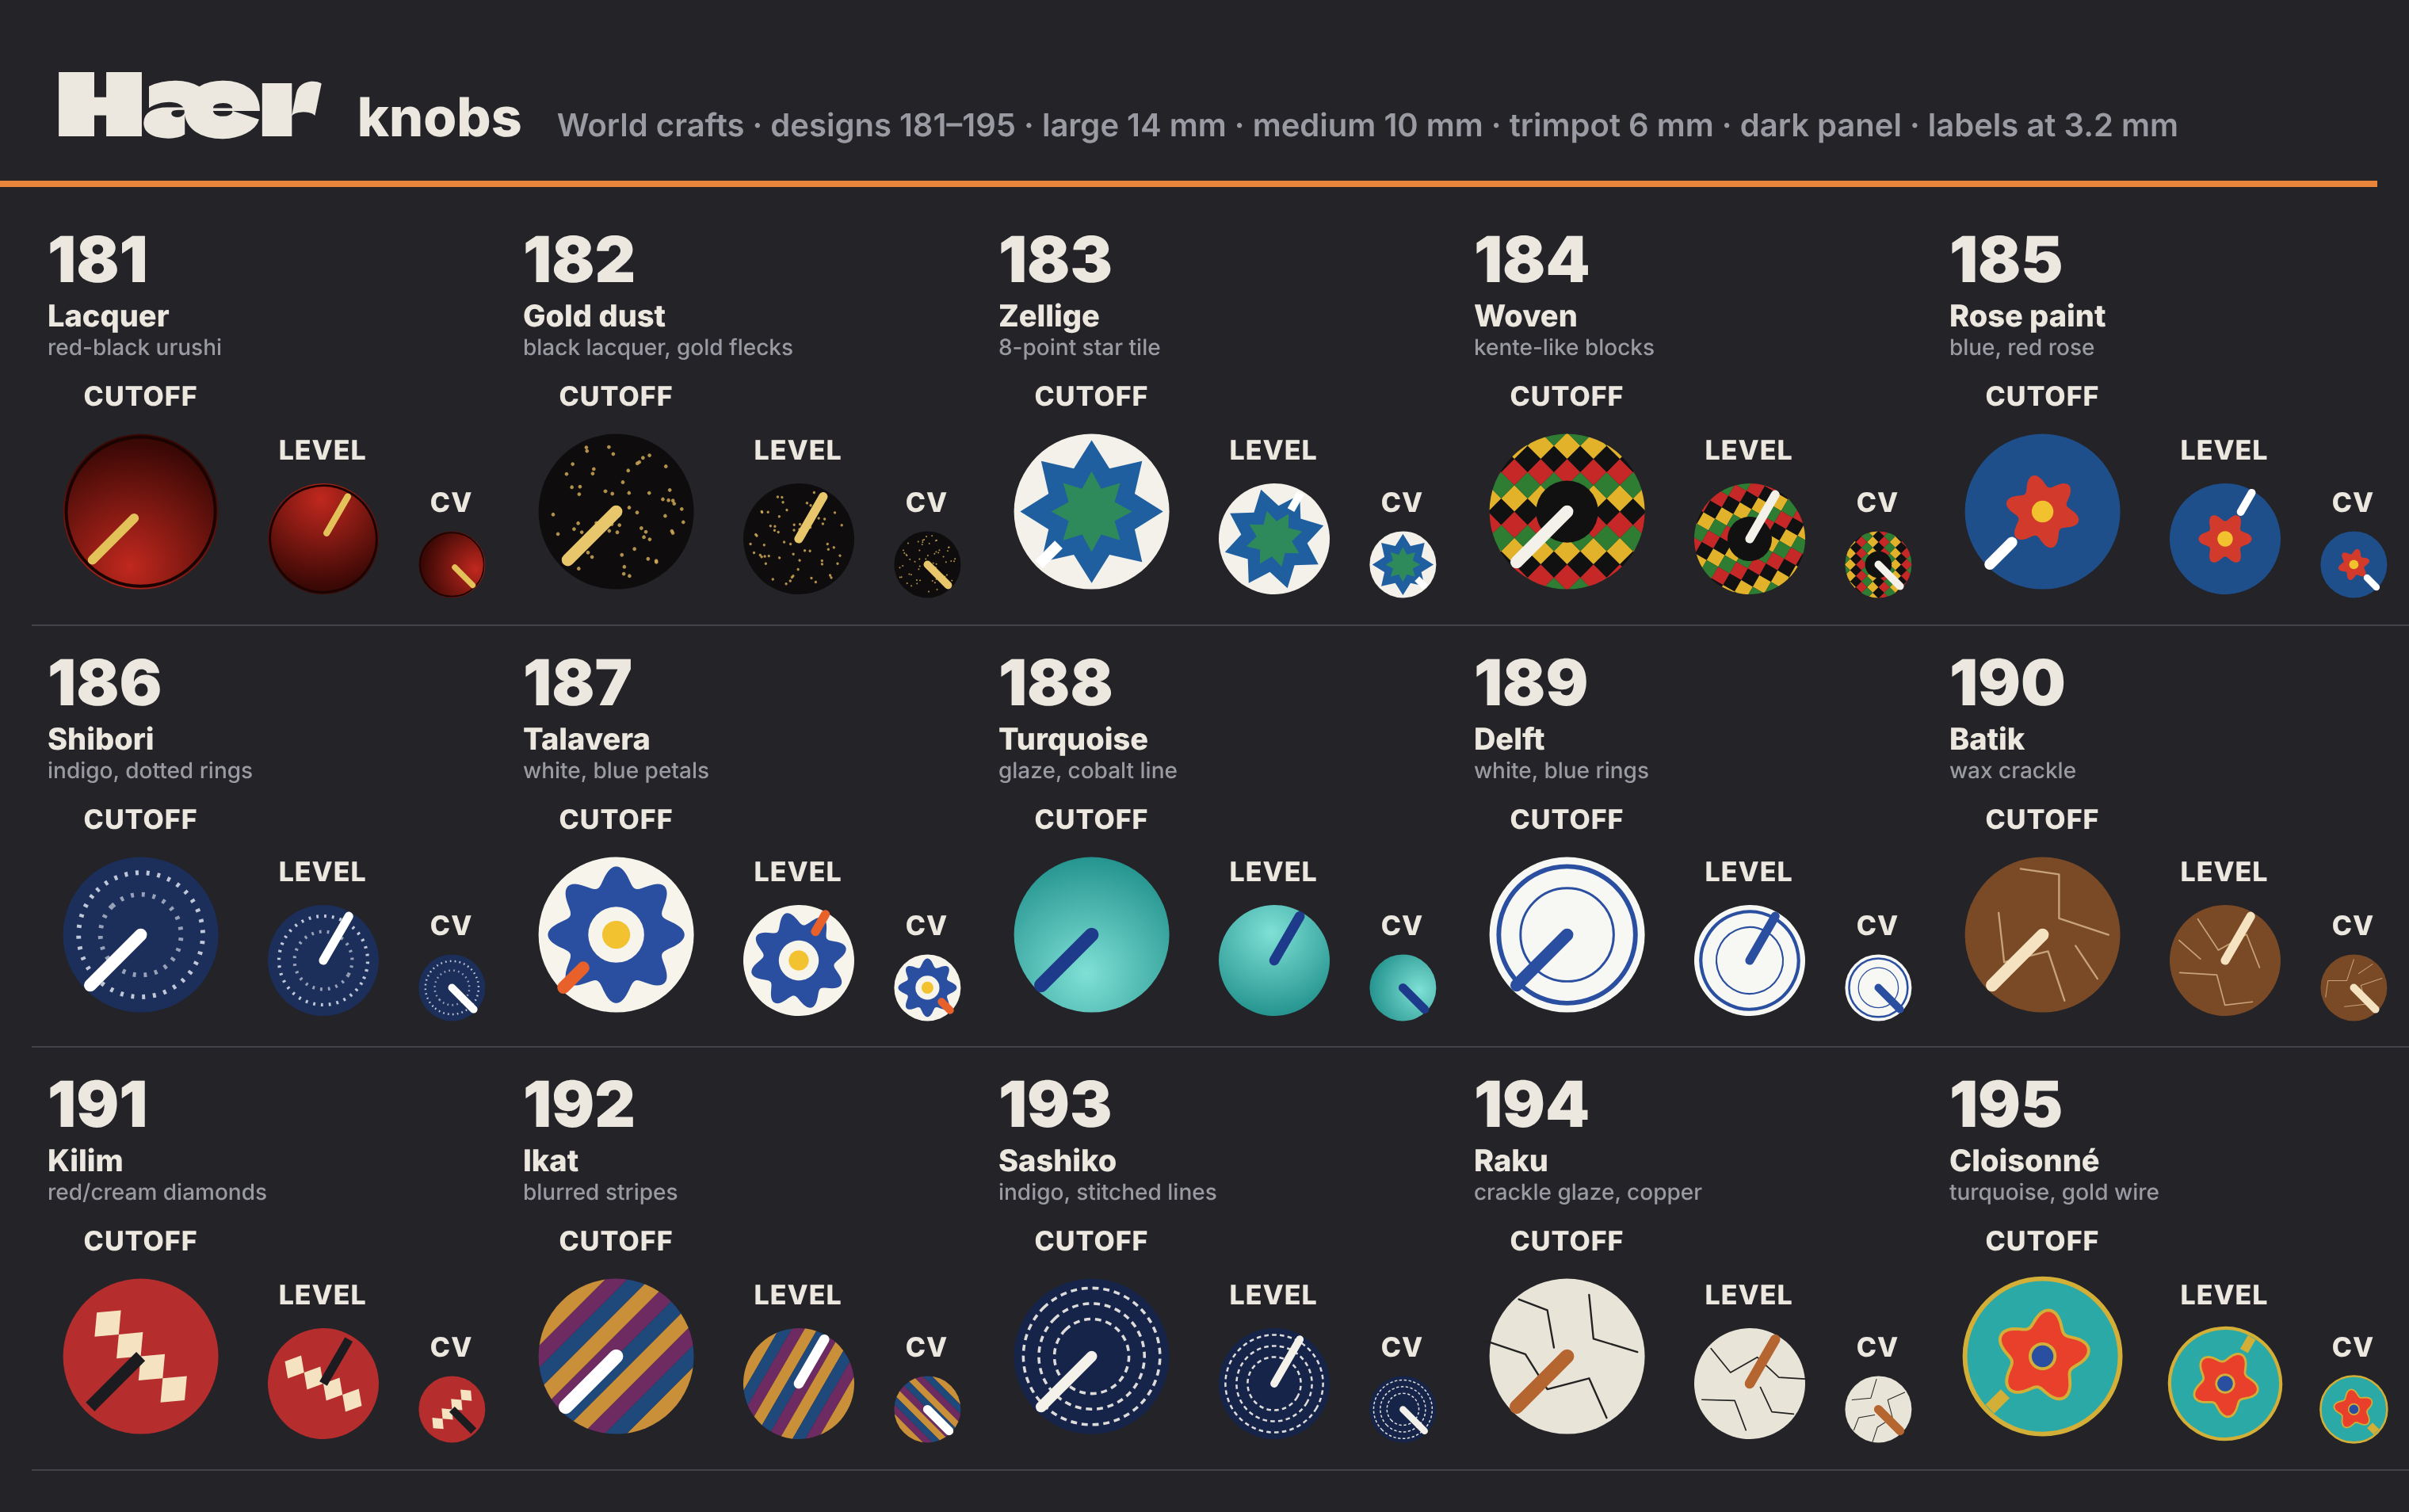 Hær knobs World crafts · designs 181–195 · large 14 mm · medium 10 mm · trimpot 6 mm · dark panel · labels at 3.2 mm
181
Lacquer
red-black urushi
CUTOFF
LEVEL
CV
182
Gold dust
black lacquer, gold flecks
CUTOFF
LEVEL
CV
183
Zellige
8-point star tile
CUTOFF
LEVEL
CV
184
Woven
kente-like blocks
CUTOFF
LEVEL
CV
185
Rose paint
blue, red rose
CUTOFF
LEVEL
CV
186
Shibori
indigo, dotted rings
CUTOFF
LEVEL
CV
187
Talavera
white, blue petals
CUTOFF
LEVEL
CV
188
Turquoise
glaze, cobalt line
CUTOFF
LEVEL
CV
189
Delft
white, blue rings
CUTOFF
LEVEL
CV
190
Batik
wax crackle
CUTOFF
LEVEL
CV
191
Kilim
red/cream diamonds
CUTOFF
LEVEL
CV
192
Ikat
blurred stripes
CUTOFF
LEVEL
CV
193
Sashiko
indigo, stitched lines
CUTOFF
LEVEL
CV
194
Raku
crackle glaze, copper
CUTOFF
LEVEL
CV
195
Cloisonné
turquoise, gold wire
CUTOFF
LEVEL
CV